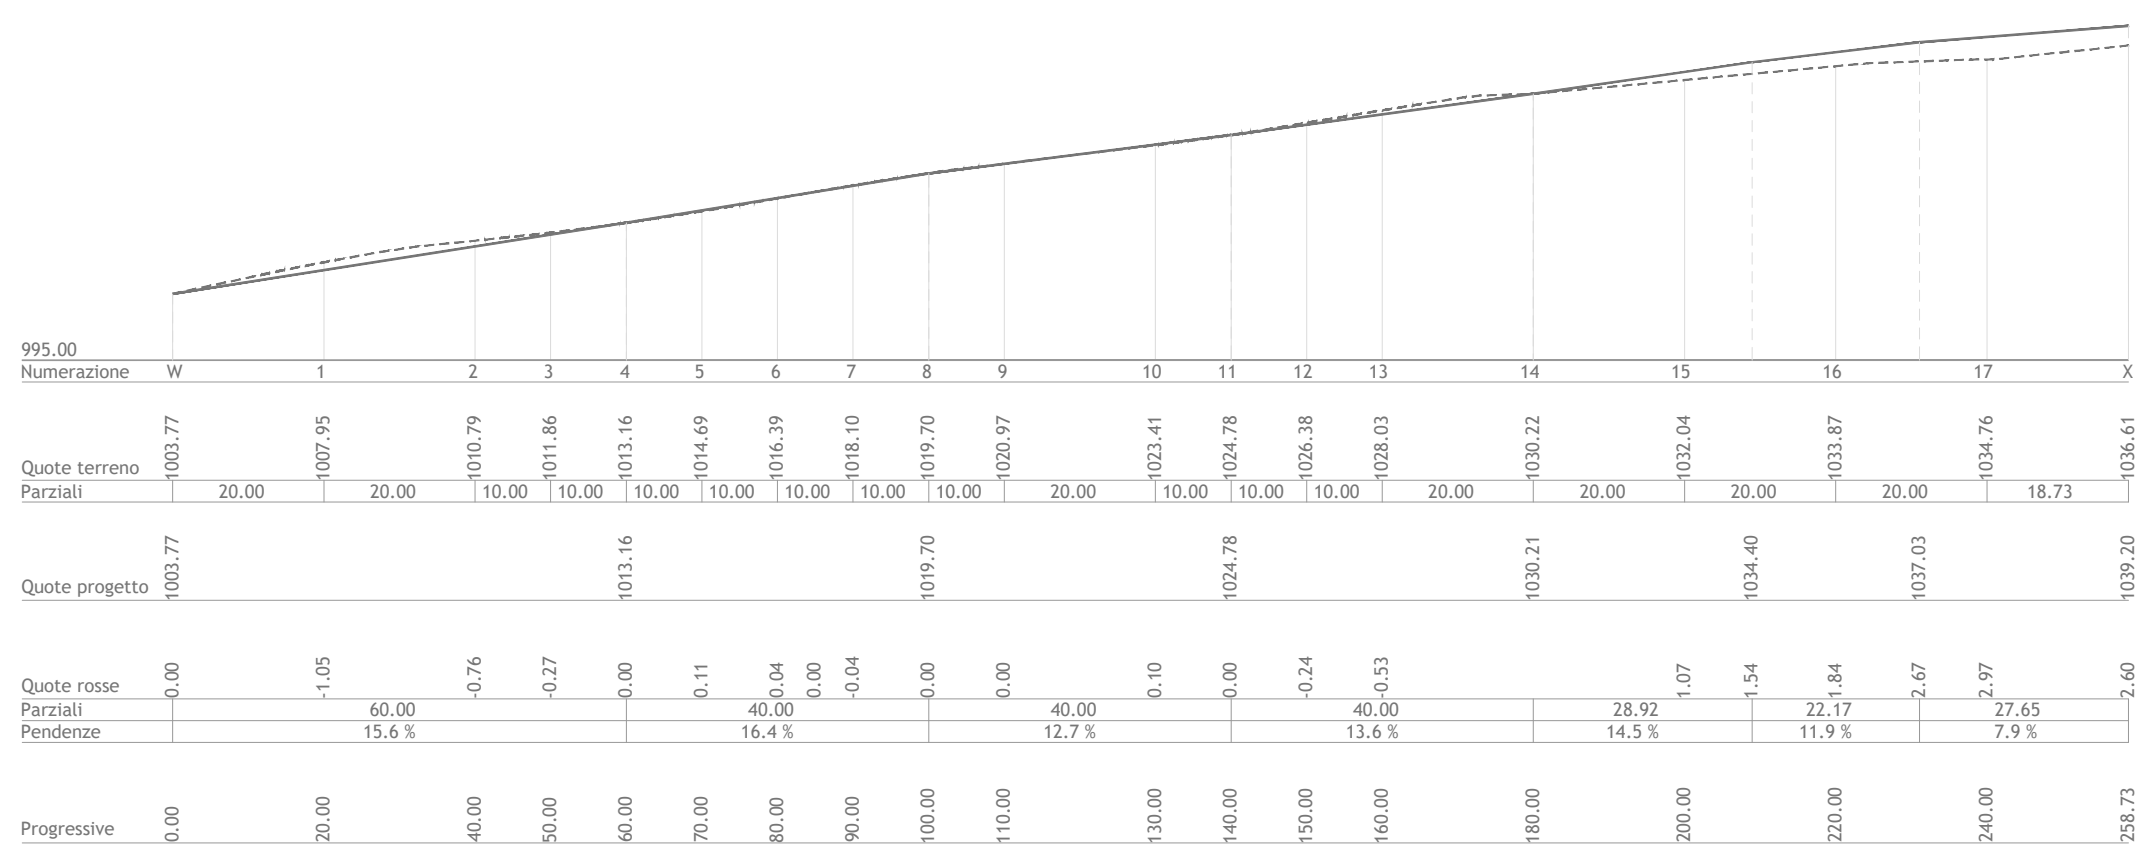 995.00
Numerazione W 1 2 3 4 5 6 7 8 9 10 11 12 13 14 15 16 17 X
Quote terreno 1003.77 1007.95 1010.79 1011.86 1013.16 1014.69 1016.39 1018.10 1019.70 1020.97 1023.41 1024.78 1026.38 1028.03 1030.22 1032.04 1033.87 1034.76 1036.61
Parziali 20.00 20.00 10.00 10.00 10.00 10.00 10.00 10.00 10.00 20.00 10.00 10.00 10.00 20.00 20.00 20.00 20.00 18.73
Quote progetto 1003.77 1013.16 1019.70 1024.78 1030.21 1034.40 1037.03 1039.20
Quote rosse 0.00 -1.05 -0.76 -0.27 0.00 0.11 0.04 0.00 -0.04 0.00 0.00 0.10 0.00 -0.24 -0.53 1.07 1.54 1.84 2.67 2.97 2.60
Parziali 60.00 40.00 40.00 40.00 28.92 22.17 27.65
Pendenze 15.6 % 16.4 % 12.7 % 13.6 % 14.5 % 11.9 % 7.9 %
Progressive 0.00 20.00 40.00 50.00 60.00 70.00 80.00 90.00 100.00 110.00 130.00 140.00 150.00 160.00 180.00 200.00 220.00 240.00 258.73